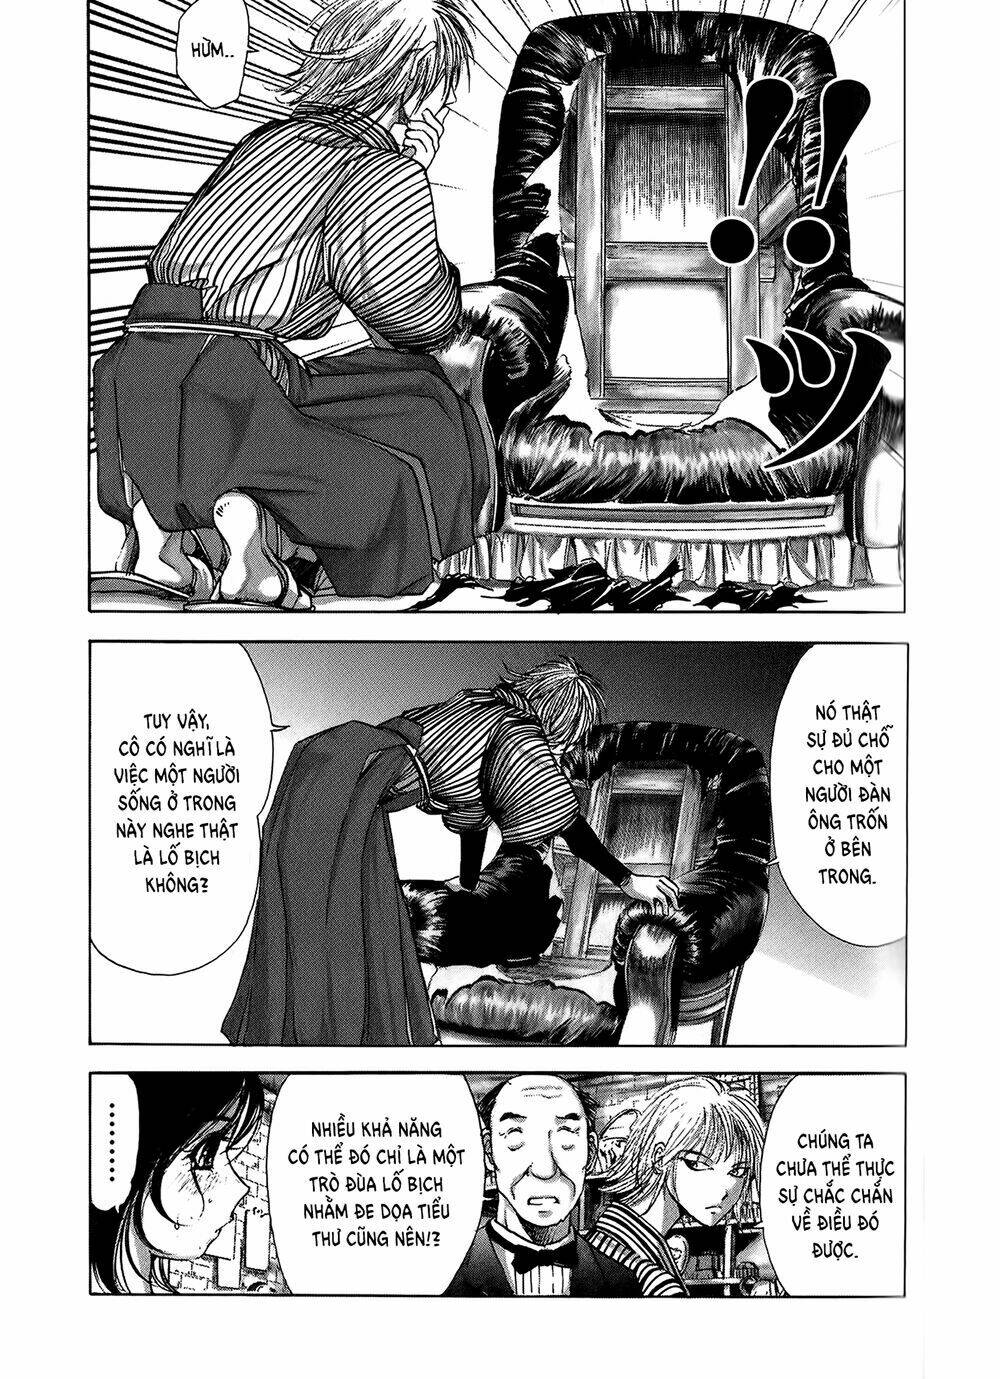 HỪM..
!!
ッ
NÓ THẬT
SỰ ĐỦ CHỖ
CHO MỘT
NGƯỜI ĐÀN
ÔNG TRỐN
Ở BÊN
TRONG.
TUY VẬY,
CÔ CÓ NGHĨ LÀ
VIỆC MỘT NGƯỜI
SỐNG Ở TRONG
NÀY NGHE THẬT
LÀ LỐ BỊCH
KHÔNG?
CHÚNG TA
CHƯA THỂ THỰC
SỰ CHẮC CHẮN
VỀ ĐIỀU ĐÓ
ĐƯỢC.
NHIỀU KHẢ NĂNG
CÓ THỂ ĐÓ CHỈ LÀ MỘT
TRÒ ĐÙA LỐ BỊCH
NHẰM ĐE DỌA TIỂU
THƯ CŨNG NÊN!?
........